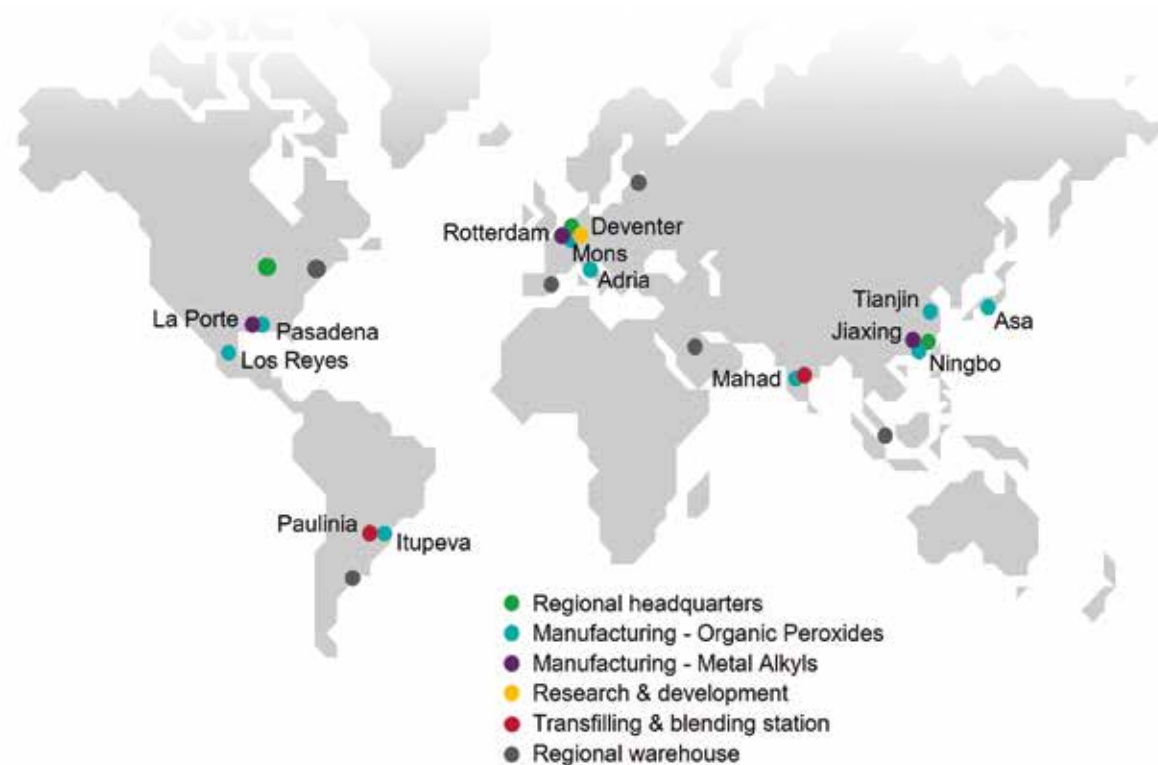 Rotterdam
Deventer
Mons
Adria
La Porte
Pasadena
Los Reyes
Tianjin
Asa
Jiaxing
Ningbo
Mahad
Paulinia
Itupeva
Regional headquarters
Manufacturing - Organic Peroxides
Manufacturing - Metal Alkyls
Research & development
Transfilling & blending station
Regional warehouse